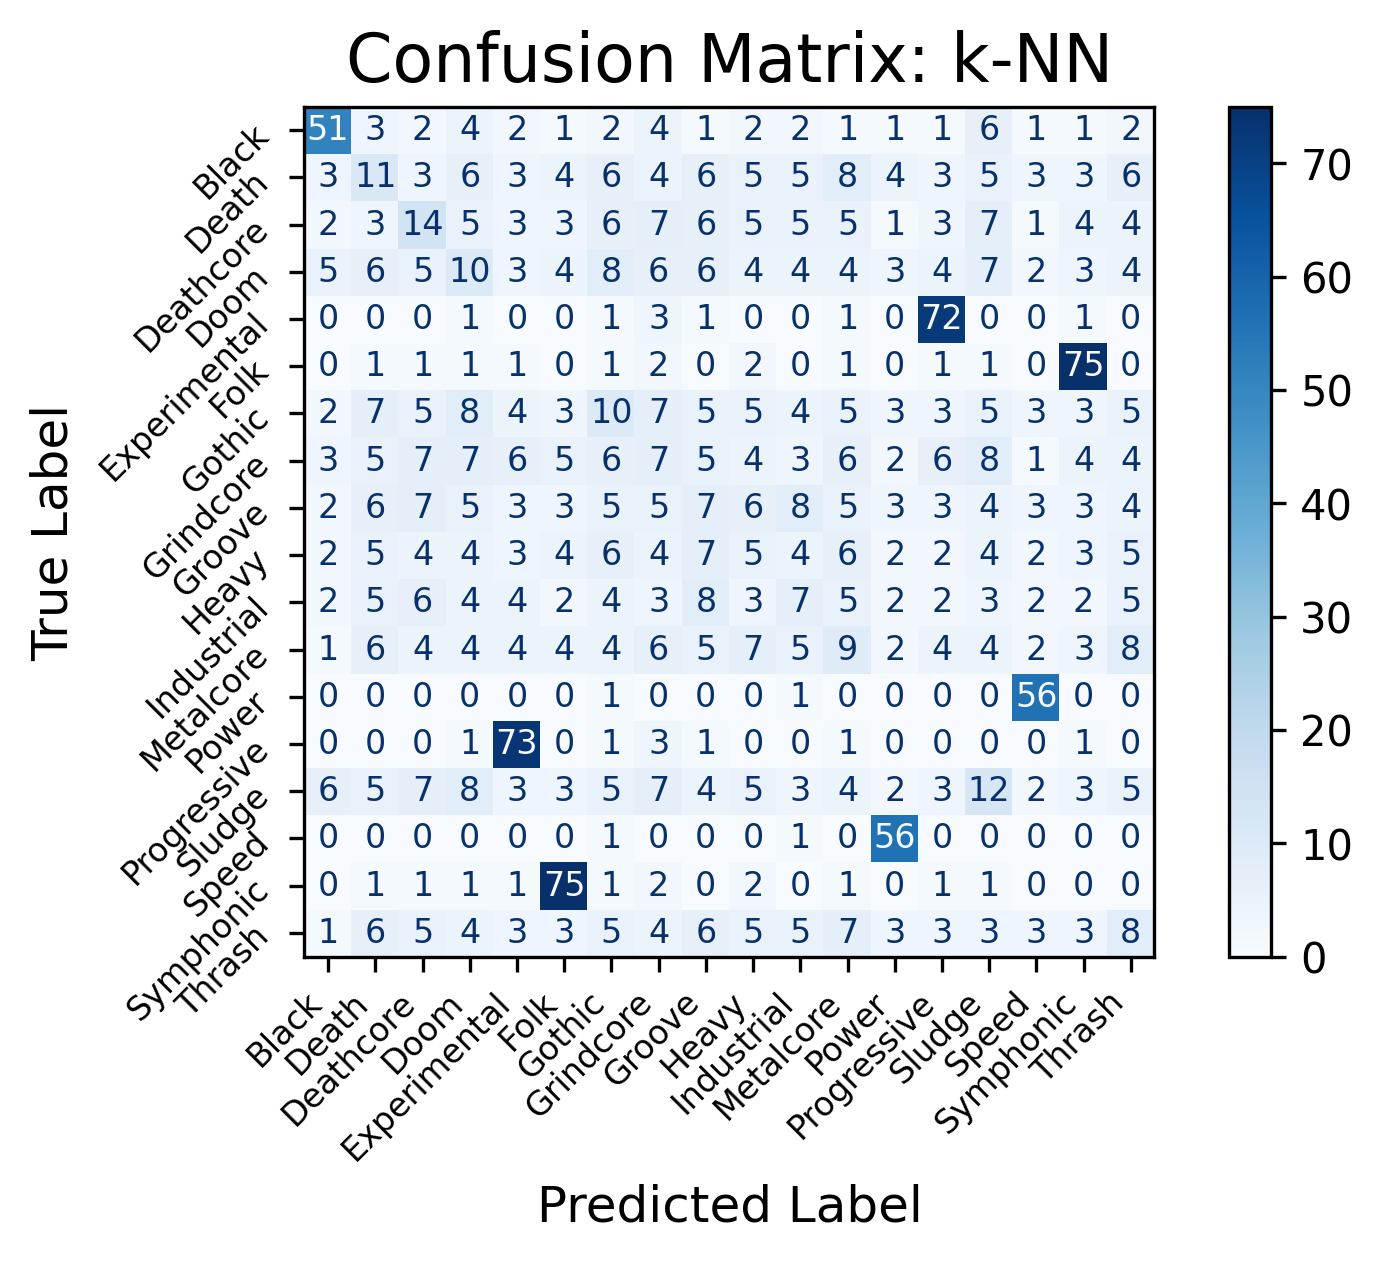 Confusion Matrix: k-NN
True Label
Black 51 3 2 4 2 1 2 4 1 2 2 1 1 1 6 1 1 2
Death 3 11 3 6 3 4 6 4 6 5 5 8 4 3 5 3 3 6
Deathcore 2 3 14 5 3 3 6 7 6 5 5 5 1 3 7 1 4 4
Doom 5 6 5 10 3 4 8 6 6 4 4 4 3 4 7 2 3 4
Experimental 0 0 0 1 0 0 1 3 1 0 0 1 0 72 0 0 1 0
Folk 0 1 1 1 1 0 1 2 0 2 0 1 0 1 1 0 75 0
Gothic 2 7 5 8 4 3 10 7 5 5 4 5 3 3 5 3 3 5
Grindcore 3 5 7 7 6 5 6 7 5 4 3 6 2 6 8 1 4 4
Groove 2 6 7 5 3 3 5 5 7 6 8 5 3 3 4 3 3 4
Heavy 2 5 4 4 3 4 6 4 7 5 4 6 2 2 4 2 3 5
Industrial 2 5 6 4 4 2 4 3 8 3 7 5 2 2 3 2 2 5
Metalcore 1 6 4 4 4 4 4 6 5 7 5 9 2 4 4 2 3 8
Power 0 0 0 0 0 0 1 0 0 0 1 0 0 0 0 56 0 0
Progressive 0 0 0 1 73 0 1 3 1 0 0 1 0 0 0 0 1 0
Sludge 6 5 7 8 3 3 5 7 4 5 3 4 2 3 12 2 3 5
Speed 0 0 0 0 0 0 1 0 0 0 1 0 56 0 0 0 0 0
Symphonic 0 1 1 1 1 75 1 2 0 2 0 1 0 1 1 0 0 0
Thrash 1 6 5 4 3 3 5 4 6 5 5 7 3 3 3 3 3 8
Black Death Deathcore Doom Experimental Folk Gothic Grindcore Groove Heavy Industrial Metalcore Power Progressive Sludge Speed Symphonic Thrash
Predicted Label
70
60
50
40
30
20
10
0